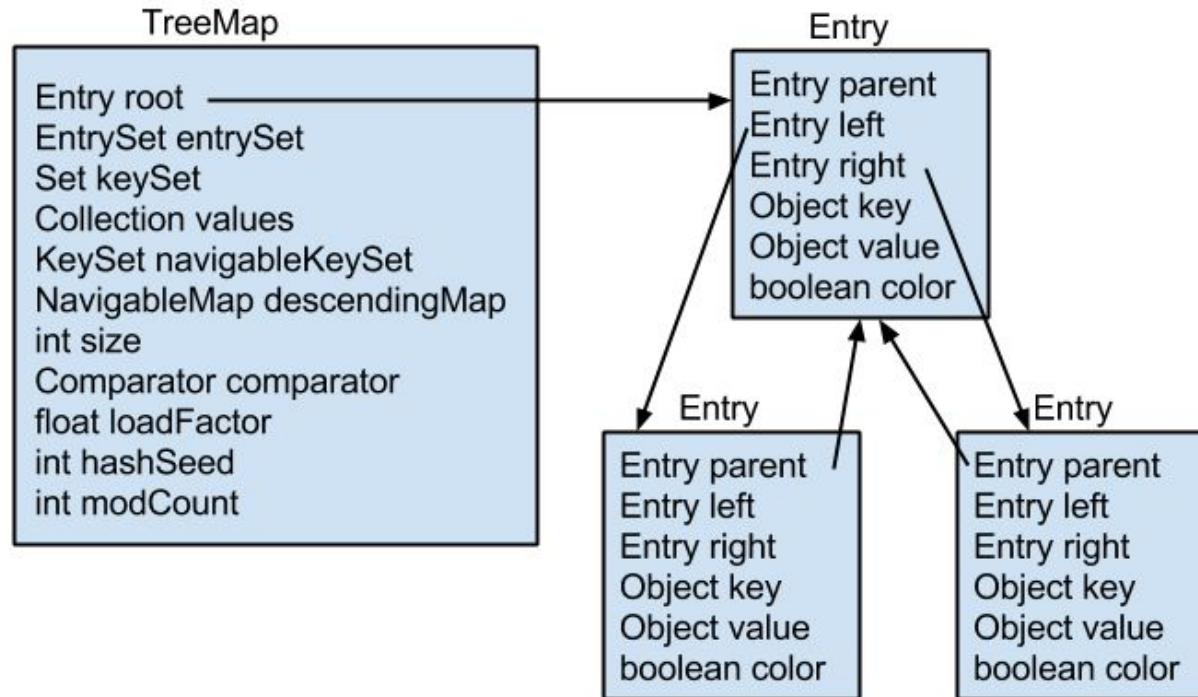 TreeMap
Entry root
EntrySet entrySet
Set keySet
Collection values
KeySet navigableKeySet
NavigableMap descendingMap
int size
Comparator comparator
float loadFactor
int hashSeed
int modCount
Entry
Entry parent
Entry left
Entry right
Object key
Object value
boolean color
Entry
Entry parent
Entry left
Entry right
Object key
Object value
boolean color
Entry
Entry parent
Entry left
Entry right
Object key
Object value
boolean color